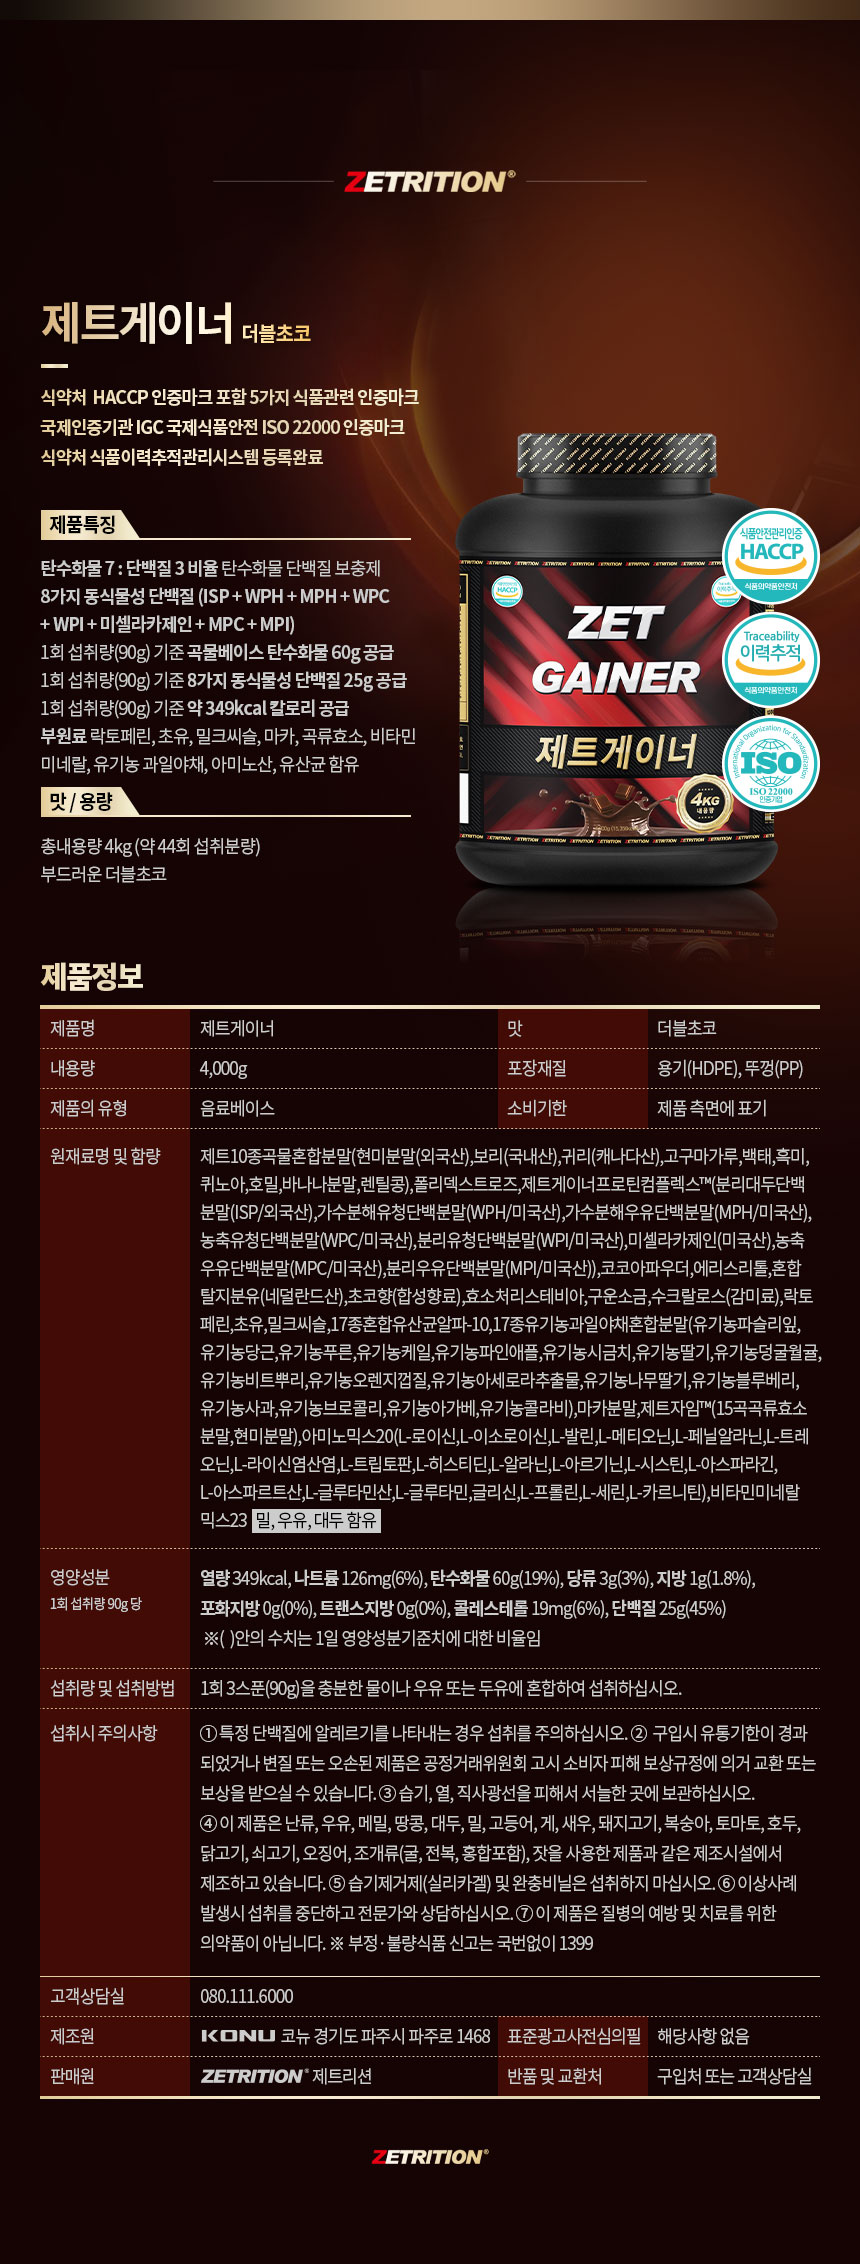 ZETRITION®
제트게이너 더블초코
식약처 HACCP 인증마크 포함 5가지 식품관련 인증마크
국제인증기관 IGC 국제식품안전 ISO 22000 인증마크
식약처 식품이력추적관리시스템 등록완료
제품특징
탄수화물 7 : 단백질 3 비율 탄수화물 단백질 보충제
8가지 동식물성 단백질 (ISP + WPH + MPH + WPC
+ WPI + 미셀라카제인 + MPC + MPI)
1회 섭취량(90g) 기준 곡물베이스 탄수화물 60g 공급
1회 섭취량(90g) 기준 8가지 동식물성 단백질 25g 공급
1회 섭취량(90g) 기준 약 349kcal 칼로리 공급
부원료 락토페린, 초유, 밀크씨슬, 마카, 곡류효소, 비타민
미네랄, 유기농 과일야채, 아미노산, 유산균 함유
맛 / 용량
총내용량 4kg (약 44회 섭취분량)
부드러운 더블초코
HACCP
ZET
GAINER
제트게이너
4KG
내용량
식품안전관리인증
HACCP
식품의약품안전처
Traceability
이력추적
식품의약품안전처
International Organization for Standardization
ISO
ISO 22000
인증기업
제품정보
제품명 제트게이너 맛 더블초코
내용량 4,000g 포장재질 용기(HDPE), 뚜껑(PP)
제품의 유형 음료베이스 소비기한 제품 측면에 표기
원재료명 및 함량 제트10종곡물혼합분말(현미분말(외국산),보리(국내산),귀리(캐나다산),고구마가루,백태,흑미,
퀴노아,호밀,바나나분말,렌틸콩),폴리덱스트로즈,제트게이너프로틴컴플렉스™(분리대두단백
분말(ISP/외국산),가수분해유청단백분말(WPH/미국산),가수분해우유단백분말(MPH/미국산),
농축유청단백분말(WPC/미국산),분리유청단백분말(WPI/미국산),미셀라카제인(미국산),농축
우유단백분말(MPC/미국산),분리우유단백분말(MPI/미국산)),코코아파우더,에리스리톨,혼합
탈지분유(네덜란드산),초코향(합성향료),효소처리스테비아,구운소금,수크랄로스(감미료),락토
페린,초유,밀크씨슬,17종혼합유산균알파-10,17종유기농과일야채혼합분말(유기농파슬리잎,
유기농당근,유기농푸룬,유기농케일,유기농파인애플,유기농시금치,유기농딸기,유기농덩굴월귤,
유기농비트뿌리,유기농오렌지껍질,유기농아세로라추출물,유기농나무딸기,유기농블루베리,
유기농사과,유기농브로콜리,유기농아가베,유기농콜라비),마카분말,제트자임™(15곡곡류효소
분말,현미분말),아미노믹스20(L-로이신,L-이소로이신,L-발린,L-메티오닌,L-페닐알라닌,L-트레
오닌,L-라이신염산염,L-트립토판,L-히스티딘,L-알라닌,L-아르기닌,L-시스틴,L-아스파라긴,
L-아스파르트산,L-글루타민산,L-글루타민,글리신,L-프롤린,L-세린,L-카르니틴),비타민미네랄
믹스23 밀, 우유, 대두 함유
영양성분 열량 349kcal, 나트륨 126mg(6%), 탄수화물 60g(19%), 당류 3g(3%), 지방 1g(1.8%),
1회 섭취량 90g 당 포화지방 0g(0%), 트랜스지방 0g(0%), 콜레스테롤 19mg(6%), 단백질 25g(45%)
※( )안의 수치는 1일 영양성분기준치에 대한 비율임
섭취량 및 섭취방법 1회 3스푼(90g)을 충분한 물이나 우유 또는 두유에 혼합하여 섭취하십시오.
섭취시 주의사항 ① 특정 단백질에 알레르기를 나타내는 경우 섭취를 주의하십시오. ② 구입시 유통기한이 경과
되었거나 변질 또는 오손된 제품은 공정거래위원회 고시 소비자 피해 보상규정에 의거 교환 또는
보상을 받으실 수 있습니다. ③ 습기, 열, 직사광선을 피해서 서늘한 곳에 보관하십시오.
④ 이 제품은 난류, 우유, 메밀, 땅콩, 대두, 밀, 고등어, 게, 새우, 돼지고기, 복숭아, 토마토, 호두,
닭고기, 쇠고기, 오징어, 조개류(굴, 전복, 홍합포함), 잣을 사용한 제품과 같은 제조시설에서
제조하고 있습니다. ⑤ 습기제거제(실리카겔) 및 완충비닐은 섭취하지 마십시오. ⑥ 이상사례
발생시 섭취를 중단하고 전문가와 상담하십시오. ⑦ 이 제품은 질병의 예방 및 치료를 위한
의약품이 아닙니다. ※ 부정·불량식품 신고는 국번없이 1399
고객상담실 080.111.6000
제조원 KONU 코뉴 경기도 파주시 파주로 1468 표준광고사전심의필 해당사항 없음
판매원 ZETRITION® 제트리션 반품 및 교환처 구입처 또는 고객상담실
ZETRITION®